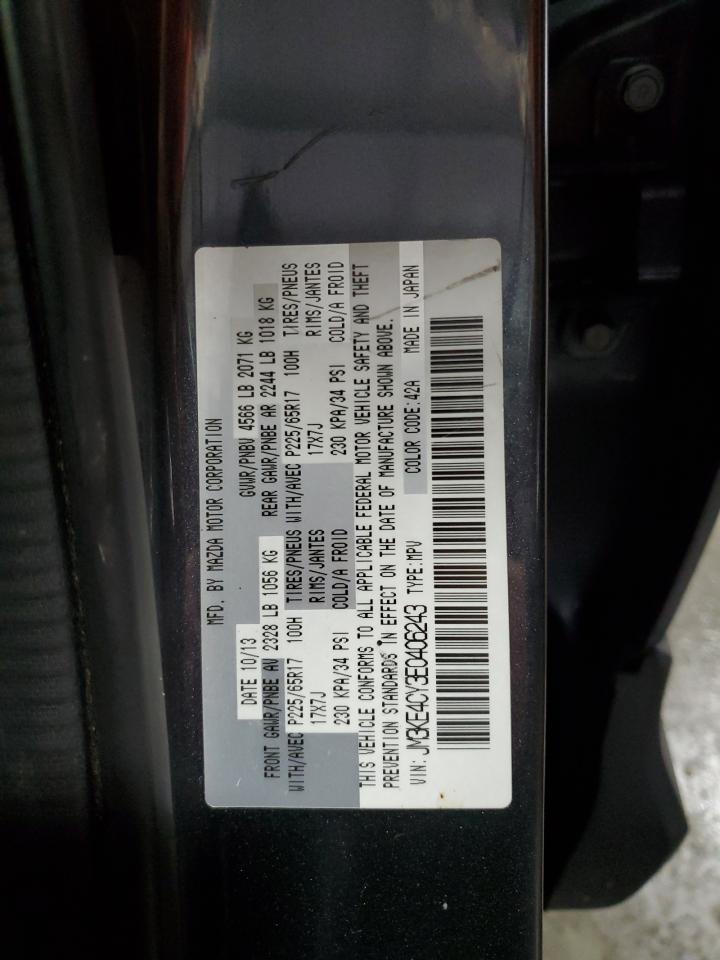 MFD. BY MAZDA MOTOR CORPORATION
DATE 10/13 GVWR/PNBV 4566 LB 2071 KG
FRONT GAWR/PNBE AV 2328 LB 1056 KG REAR GAWR/PNBE AR 2244 LB 1018 KG
WITH/AVEC P225/65R17 100H TIRES/PNEUS WITH/AVEC P225/65R17 100H TIRES/PNEUS
17X7J RIMS/JANTES 17X7J RIMS/JANTES
230 KPA/34 PSI COLD/A FROID 230 KPA/34 PSI COLD/A FROID
THIS VEHICLE CONFORMS TO ALL APPLICABLE FEDERAL MOTOR VEHICLE SAFETY AND THEFT
PREVENTION STANDARDS IN EFFECT ON THE DATE OF MANUFACTURE SHOWN ABOVE.
VIN: JM3KE4CY3E0406243 TYPE:MPV COLOR CODE:42A MADE IN JAPAN